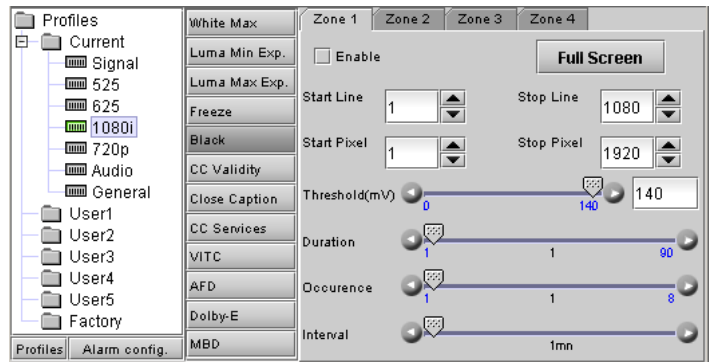 Profiles
Current
Signal
525
625
1080i
720p
Audio
General
User1
User2
User3
User4
User5
Factory
Profiles Alarm config.
White Max
Luma Min Exp.
Luma Max Exp.
Freeze
Black
CC Validity
Close Caption
CC Services
VITC
AFD
Dolby-E
MBD
Zone 1 Zone 2 Zone 3 Zone 4
Enable Full Screen
Start Line 1 Stop Line 1080
Start Pixel 1 Stop Pixel 1920
Threshold(mV) 0 140 140
Duration 1 1 90
Occurence 1 1 8
Interval 1mn